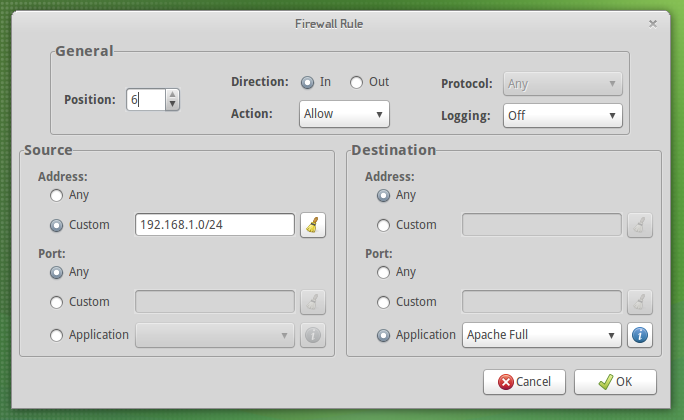 Firewall Rule
General
Position: 6
Direction: In Out
Action: Allow
Protocol: Any
Logging: Off
Source
Address:
Any
Custom 192.168.1.0/24
Port:
Any
Custom
Application
Destination
Address:
Any
Custom
Port:
Any
Custom
Application Apache Full
Cancel OK